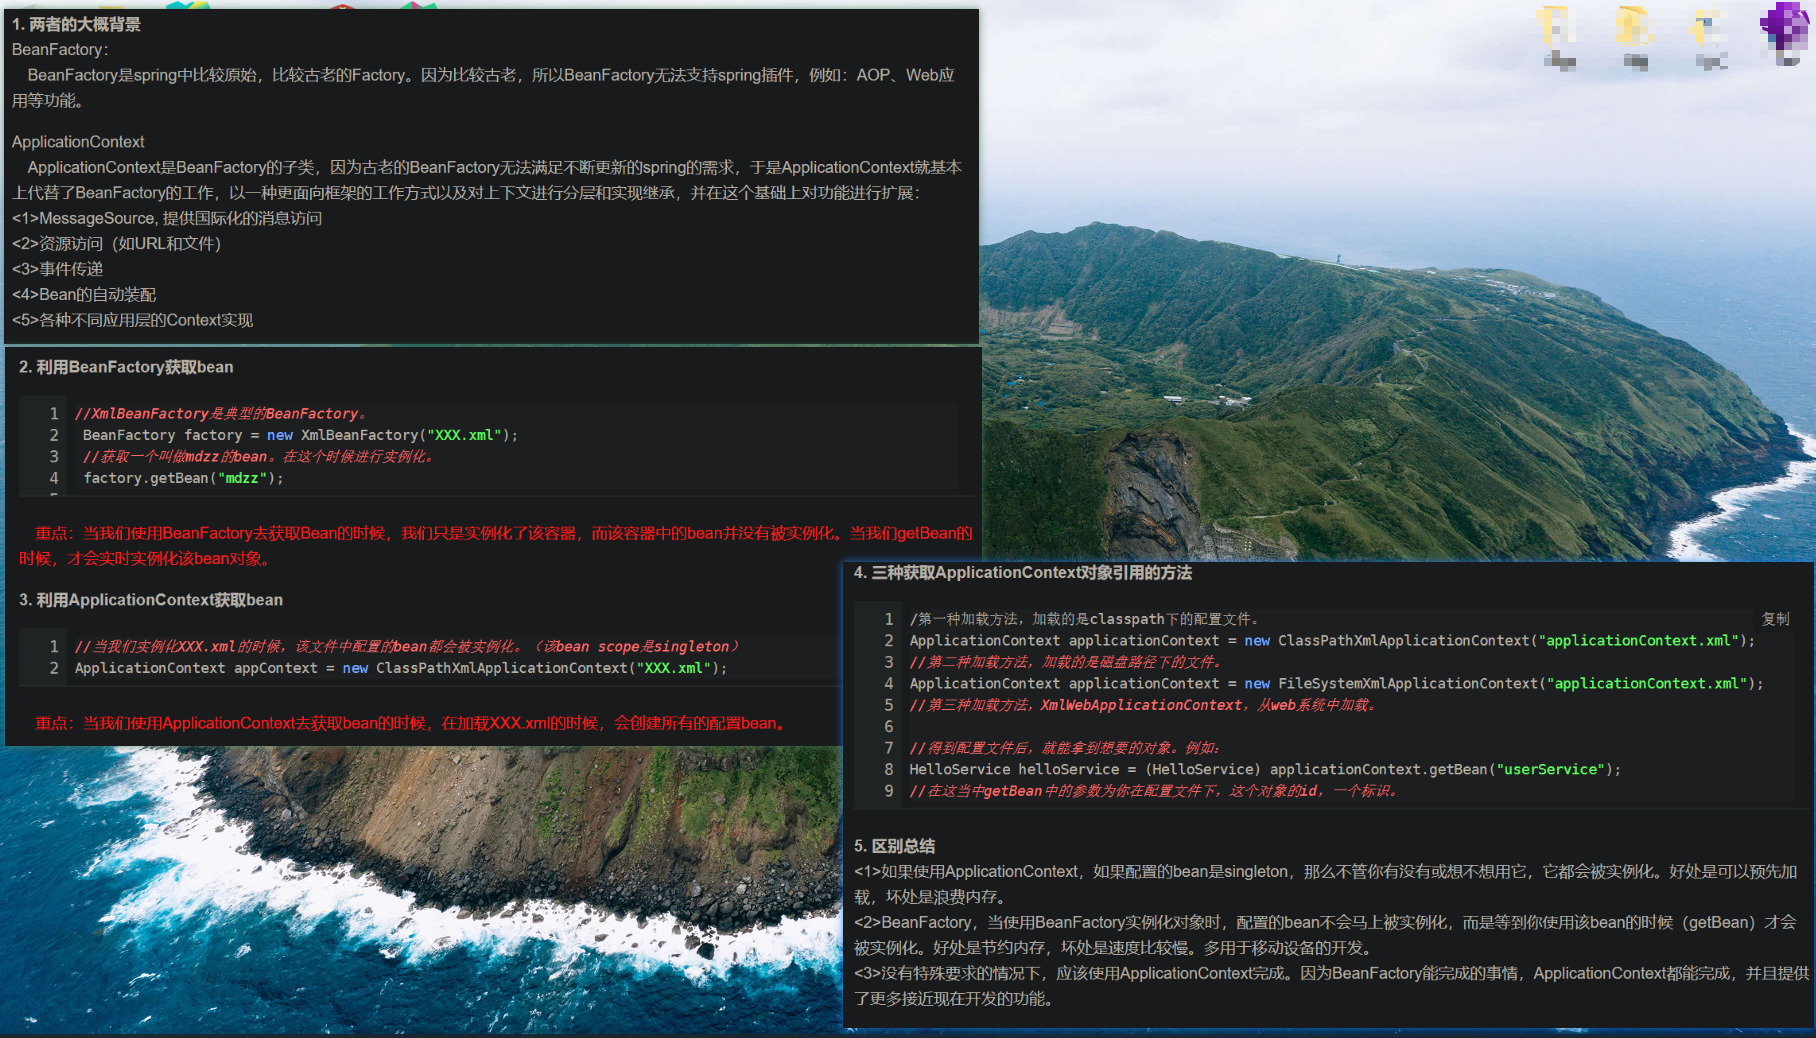 1. 两者的大概背景
BeanFactory：
BeanFactory是spring中比较原始，比较古老的Factory。因为比较古老，所以BeanFactory无法支持spring插件，例如：AOP、Web应
用等功能。
ApplicationContext
ApplicationContext是BeanFactory的子类，因为古老的BeanFactory无法满足不断更新的spring的需求，于是ApplicationContext就基本
上代替了BeanFactory的工作，以一种更面向框架的工作方式以及对上下文进行分层和实现继承，并在这个基础上对功能进行扩展：
<1>MessageSource, 提供国际化的消息访问
<2>资源访问（如URL和文件）
<3>事件传递
<4>Bean的自动装配
<5>各种不同应用层的Context实现
2. 利用BeanFactory获取bean
1 //XmlBeanFactory是典型的BeanFactory。
2 BeanFactory factory = new XmlBeanFactory("XXX.xml");
3 //获取一个叫做mdzz的bean。在这个时候进行实例化。
4 factory.getBean("mdzz");
重点：当我们使用BeanFactory去获取Bean的时候，我们只是实例化了该容器，而该容器中的bean并没有被实例化。当我们getBean的
时候，才会实时实例化该bean对象。
3. 利用ApplicationContext获取bean
1 //当我们实例化XXX.xml的时候，该文件中配置的bean都会被实例化。（该bean scope是singleton）
2 ApplicationContext appContext = new ClassPathXmlApplicationContext("XXX.xml");
重点：当我们使用ApplicationContext去获取bean的时候，在加载XXX.xml的时候，会创建所有的配置bean。
4. 三种获取ApplicationContext对象引用的方法
1 /第一种加载方法，加载的是classpath下的配置文件。 复制
2 ApplicationContext applicationContext = new ClassPathXmlApplicationContext("applicationContext.xml");
3 //第二种加载方法，加载的是磁盘路径下的文件。
4 ApplicationContext applicationContext = new FileSystemXmlApplicationContext("applicationContext.xml");
5 //第三种加载方法，XmlWebApplicationContext，从web系统中加载。
6
7 //得到配置文件后，就能拿到想要的对象。例如：
8 HelloService helloService = (HelloService) applicationContext.getBean("userService");
9 //在这当中getBean中的参数为你在配置文件下，这个对象的id，一个标识。
5. 区别总结
<1>如果使用ApplicationContext，如果配置的bean是singleton，那么不管你有没有或想不想用它，它都会被实例化。好处是可以预先加
载，坏处是浪费内存。
<2>BeanFactory，当使用BeanFactory实例化对象时，配置的bean不会马上被实例化，而是等到你使用该bean的时候（getBean）才会
被实例化。好处是节约内存，坏处是速度比较慢。多用于移动设备的开发。
<3>没有特殊要求的情况下，应该使用ApplicationContext完成。因为BeanFactory能完成的事情，ApplicationContext都能完成，并且提供
了更多接近现在开发的功能。